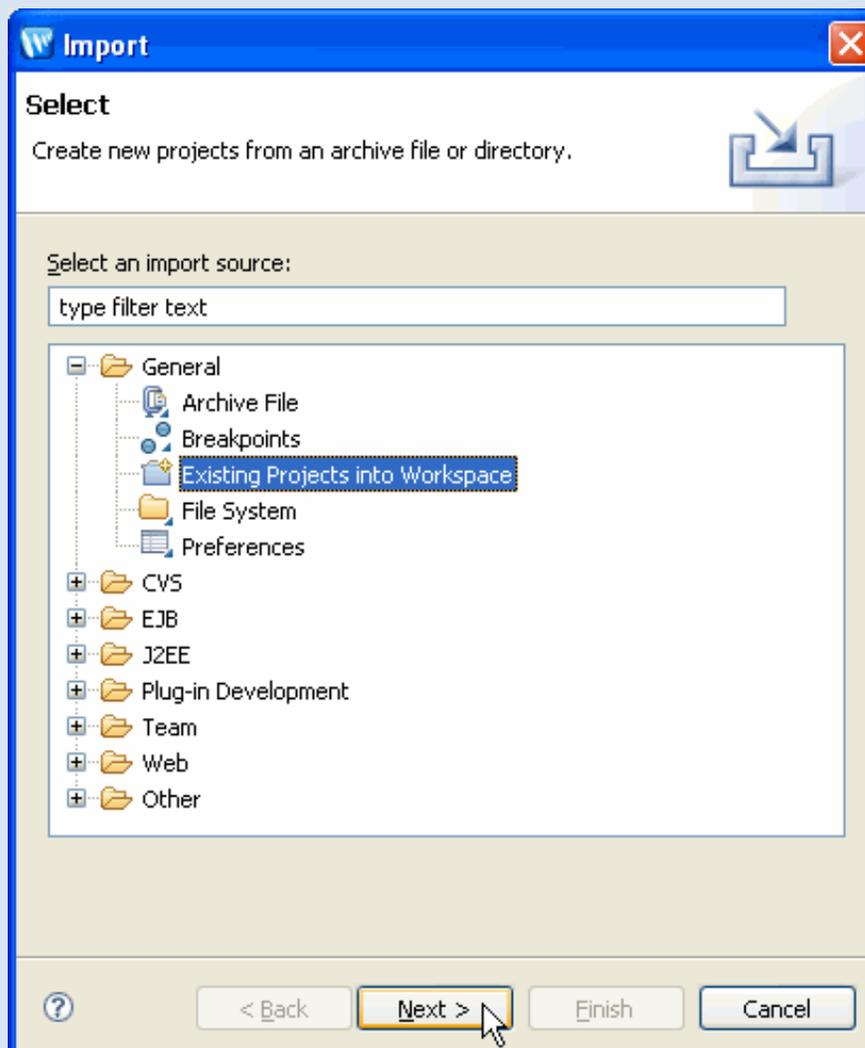 Import
Select
Create new projects from an archive file or directory.
Select an import source:
type filter text
General
Archive File
Breakpoints
Existing Projects into Workspace
File System
Preferences
CVS
EJB
J2EE
Plug-in Development
Team
Web
Other
? < Back Next > Finish Cancel